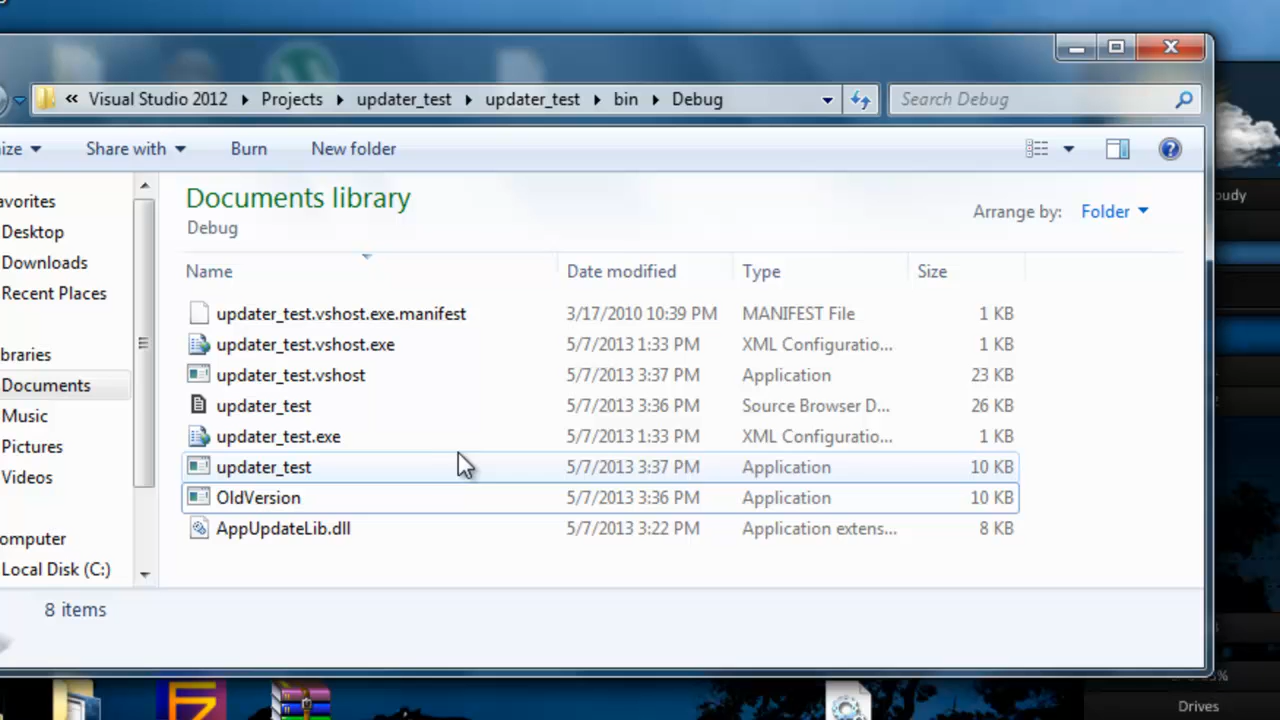 « Visual Studio 2012 Projects updater_test updater_test bin Debug Search Debug
ize Share with Burn New folder
avorites
Desktop
Downloads
Recent Places
ibraries
Documents
Music
Pictures
Videos
omputer
Local Disk (C:)
Documents library
Debug
Arrange by: Folder
Name Date modified Type Size
updater_test.vshost.exe.manifest 3/17/2010 10:39 PM MANIFEST File 1 KB
updater_test.vshost.exe 5/7/2013 1:33 PM XML Configuratio... 1 KB
updater_test.vshost 5/7/2013 3:37 PM Application 23 KB
updater_test 5/7/2013 3:36 PM Source Browser D... 26 KB
updater_test.exe 5/7/2013 1:33 PM XML Configuratio... 1 KB
updater_test 5/7/2013 3:37 PM Application 10 KB
OldVersion 5/7/2013 3:36 PM Application 10 KB
AppUpdateLib.dll 5/7/2013 3:22 PM Application extens... 8 KB
8 items
oudy
Drives